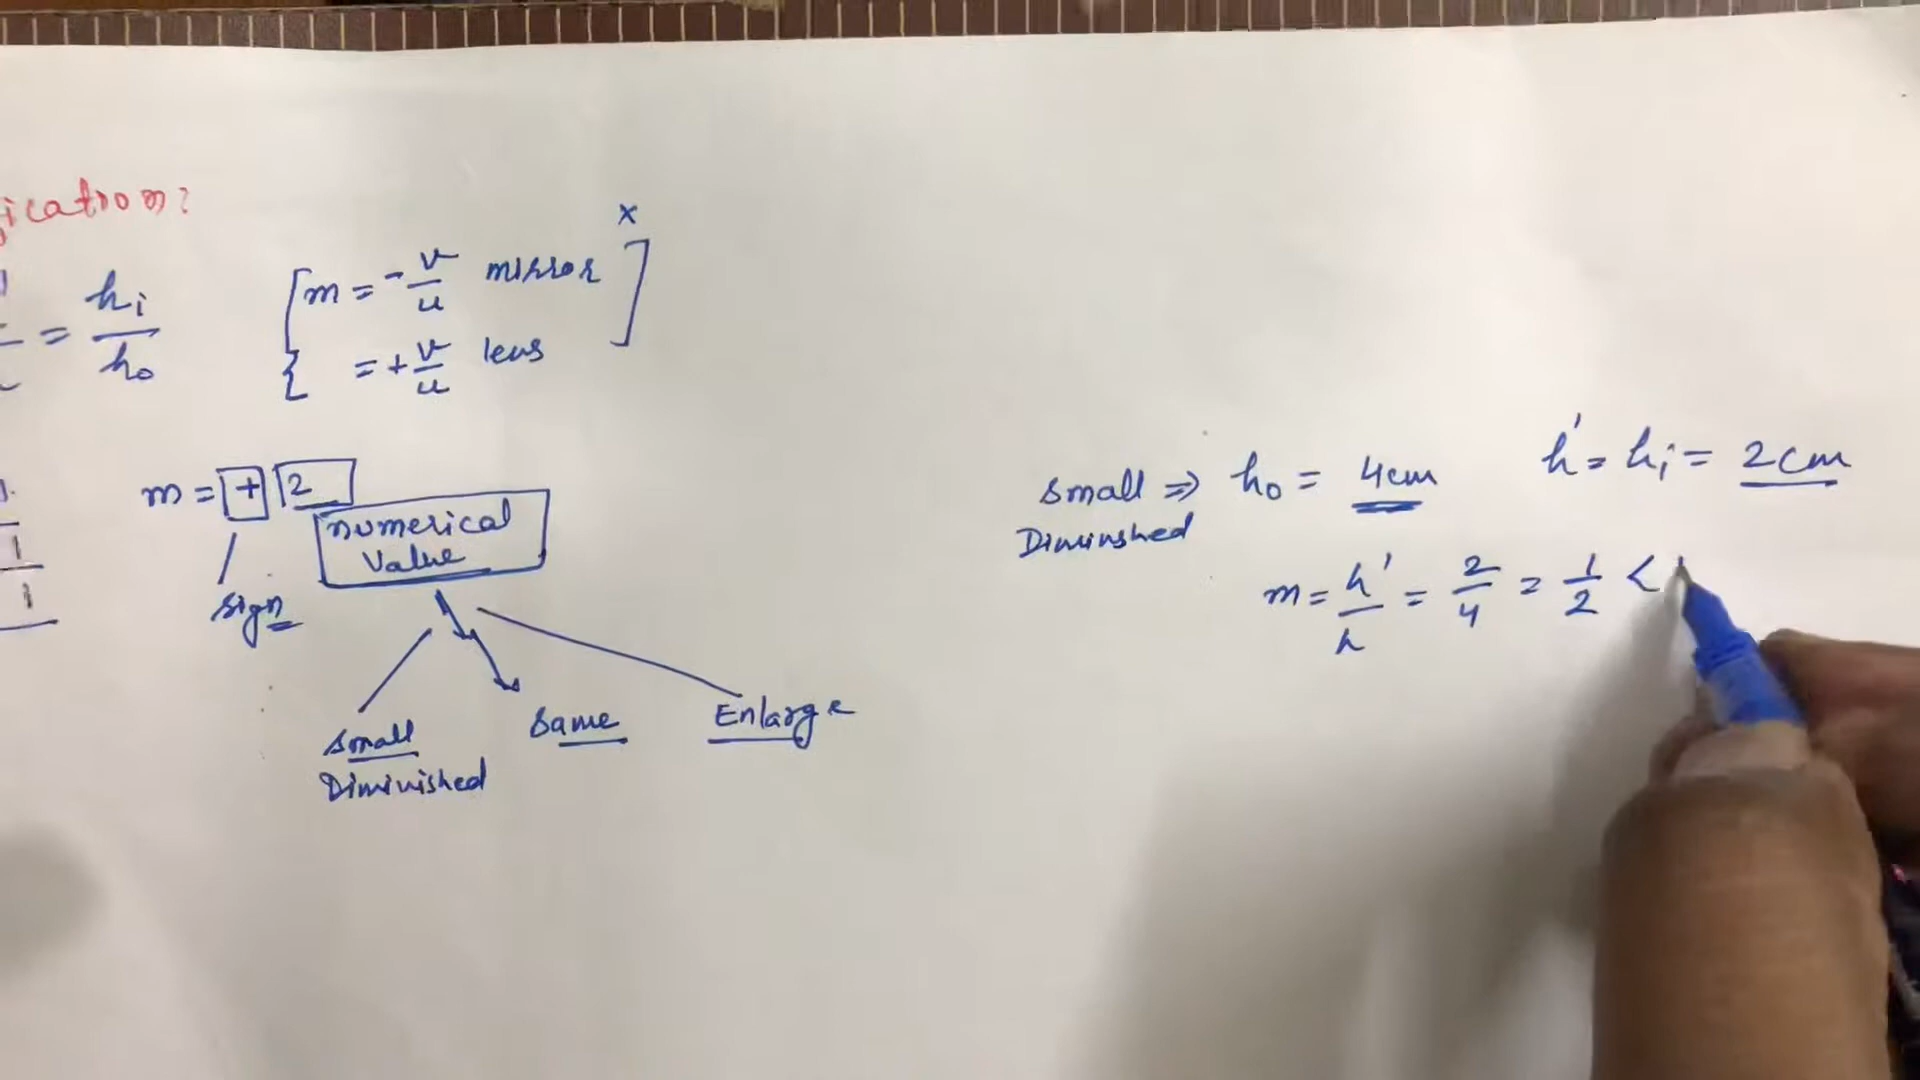 ication:
= hi/ho
[m = -v/u mirror] x
{ = +v/u lens
m = + 2
numerical
Value
sign
Small
Diminished
Same
Enlarge
Small ⇒ ho = 4cm h' = hi = 2cm
Diminshed
m = h'/h = 2/4 = 1/2 <